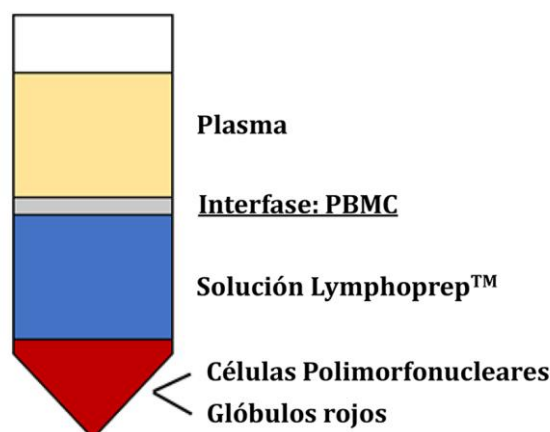 Plasma
Interfase: PBMC
Solución Lymphoprep™
Células Polimorfonucleares
Glóbulos rojos